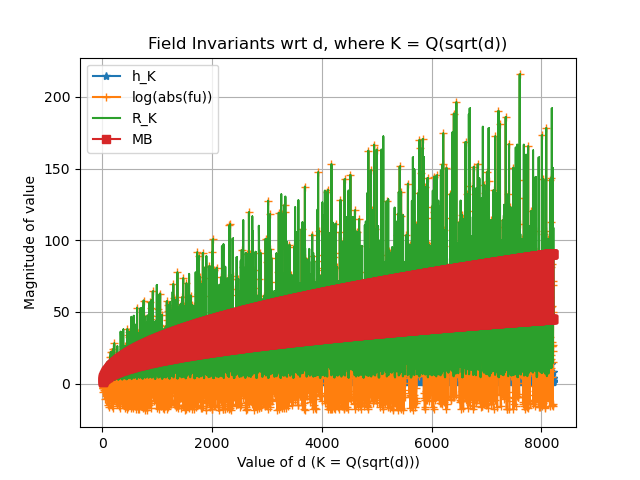 Field Invariants wrt d, where K = Q(sqrt(d))
h_K
log(abs(fu))
R_K
MB
Magnitude of value
200
150
100
50
0
0 2000 4000 6000 8000
Value of d (K = Q(sqrt(d)))